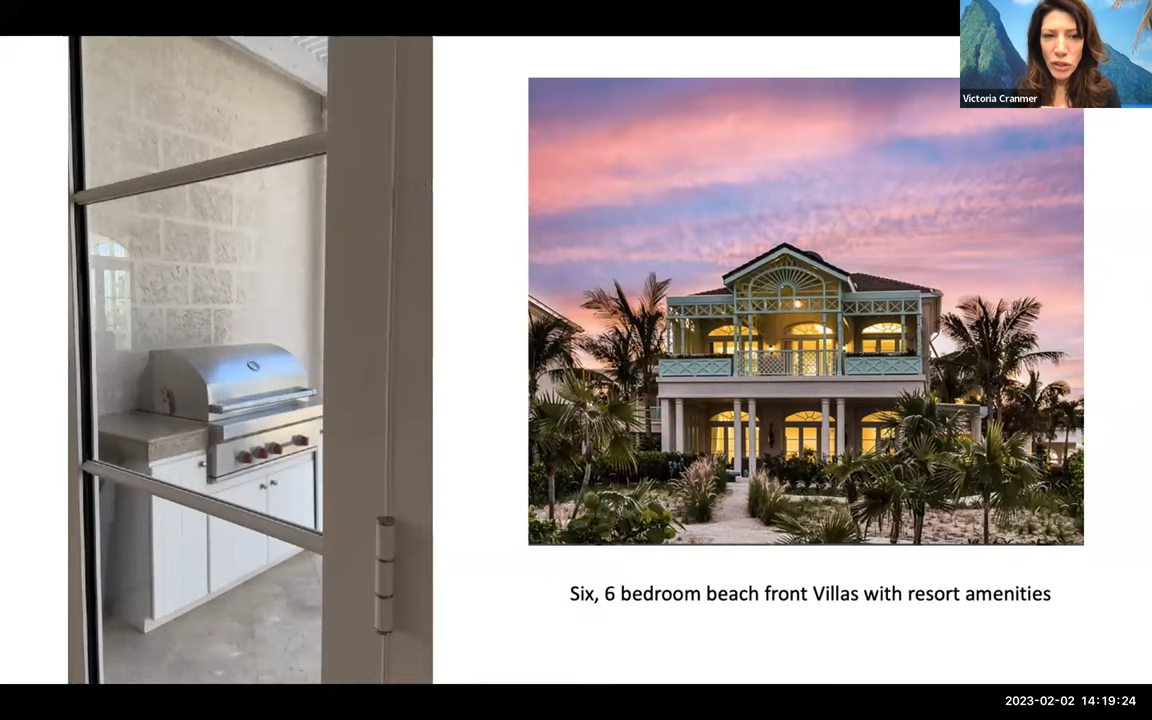 Victoria Cranmer
Six, 6 bedroom beach front Villas with resort amenities
2023-02-02 14:19:24